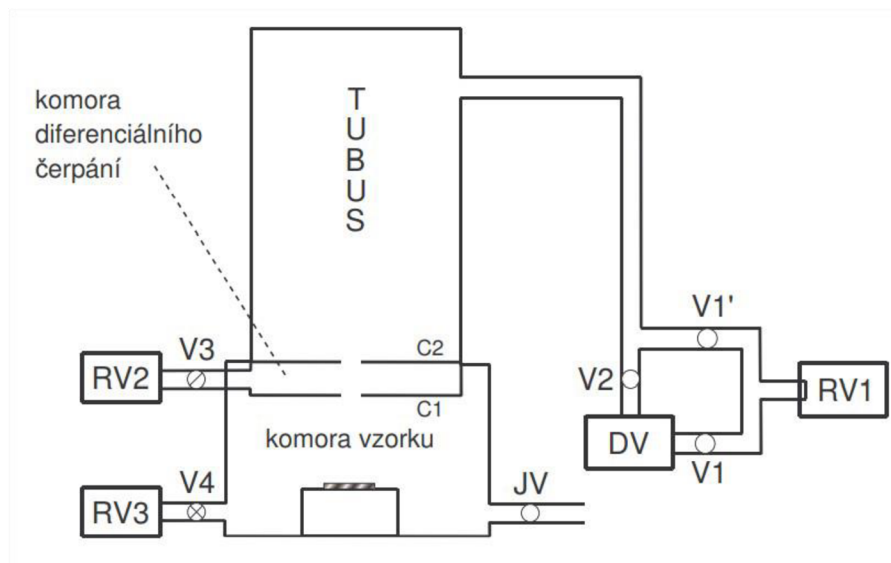 komora
diferenciálního
čerpání
T
U
B
U
S
V1'
V3
C2
RV2
V2
RV1
C1
komora vzorku
DV
V1
V4
JV
RV3